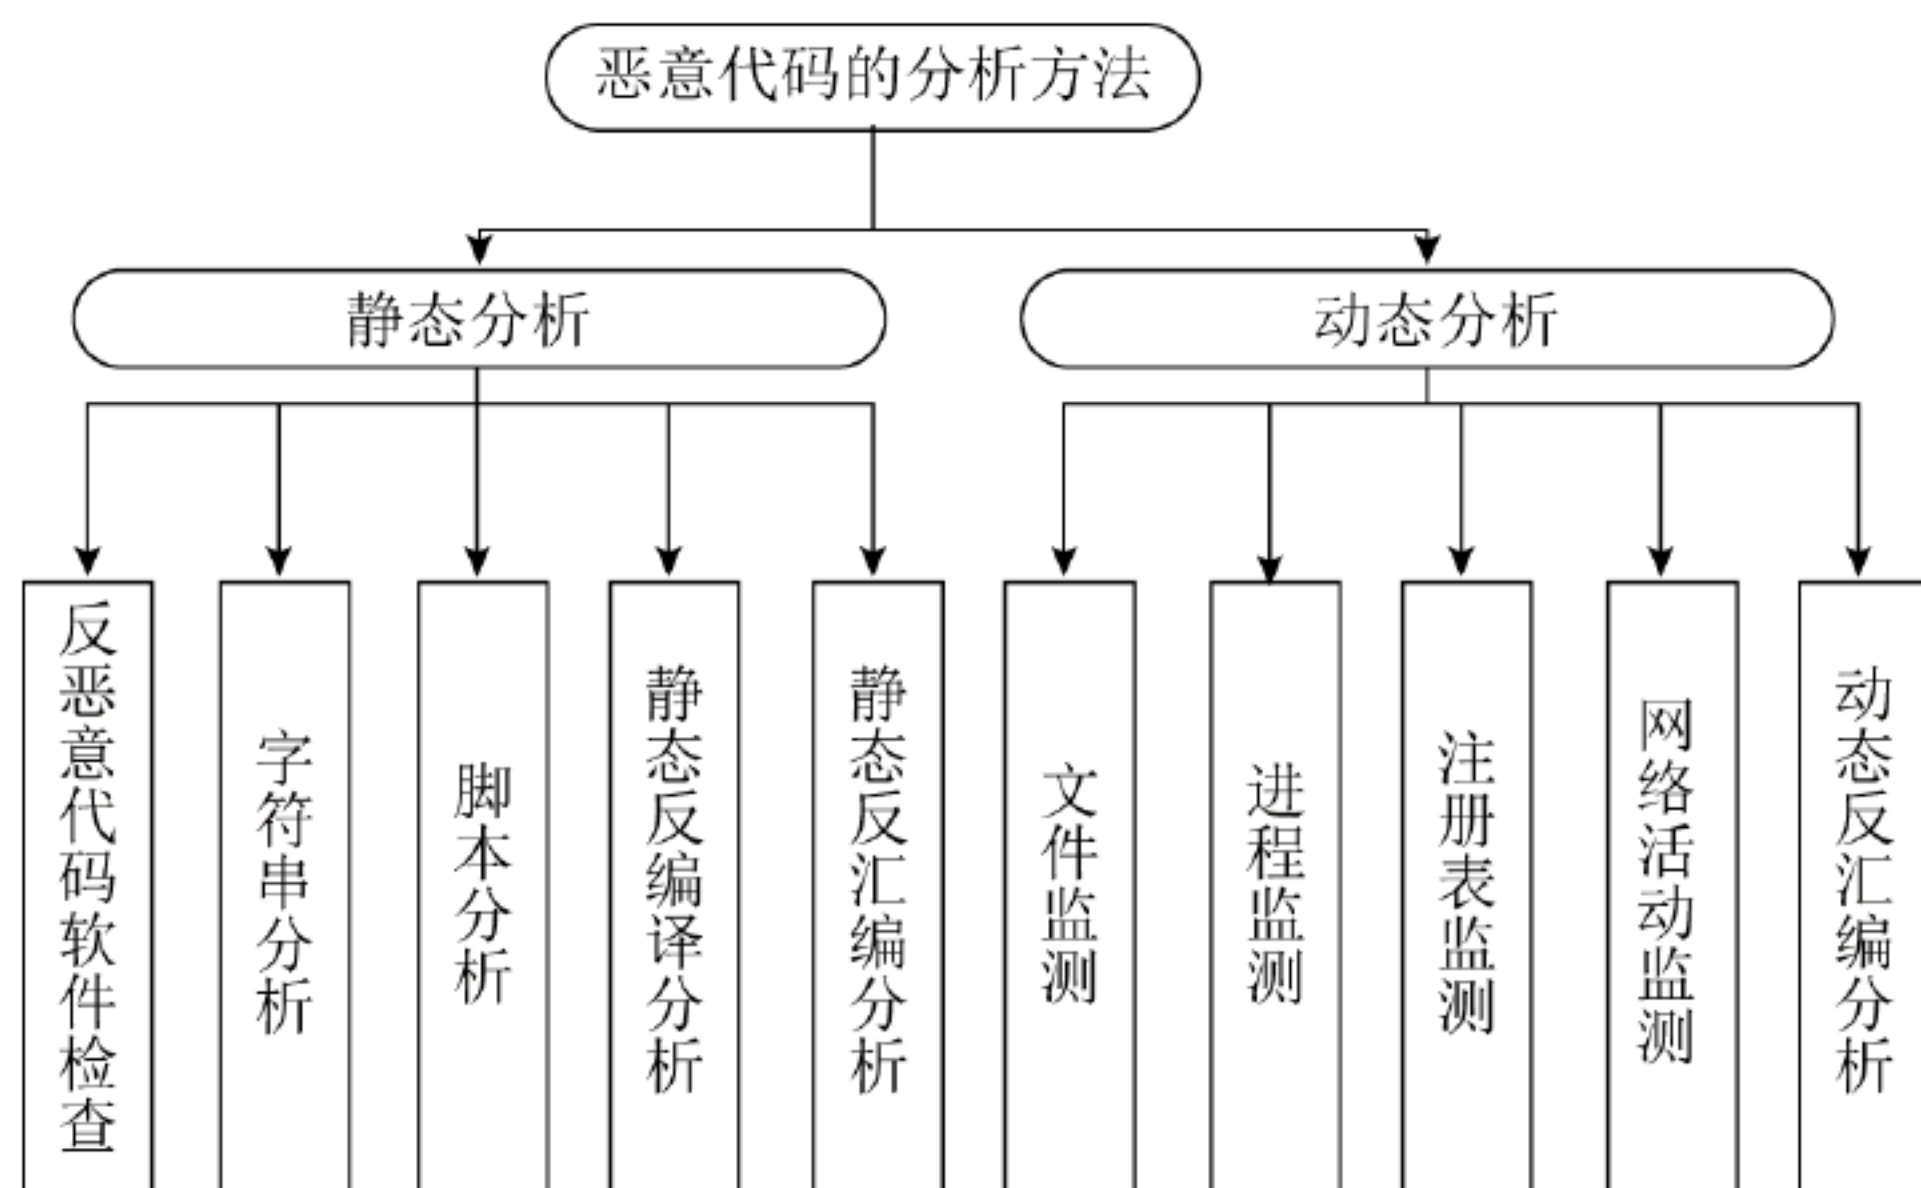 恶意代码的分析方法
静态分析
动态分析
反恶意代码软件检查
字符串分析
脚本分析
静态反编译分析
静态反汇编分析
文件监测
进程监测
注册表监测
网络活动监测
动态反汇编分析